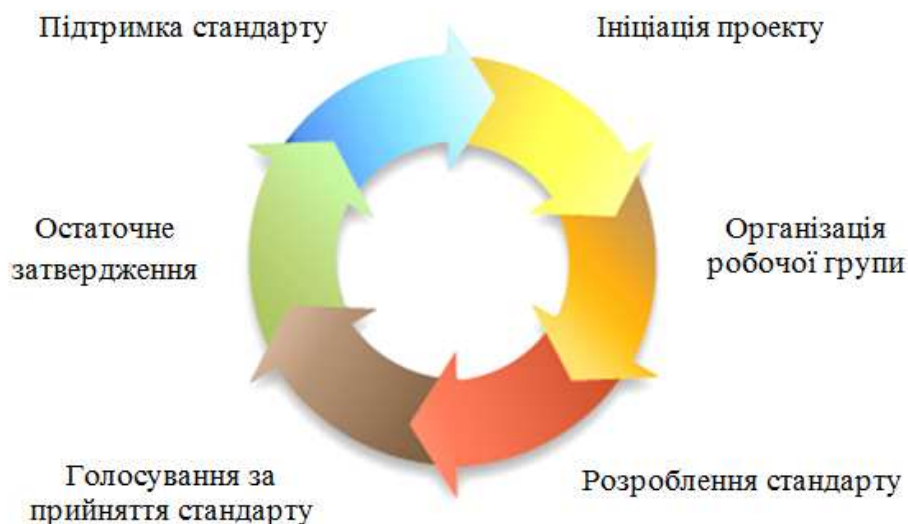 Підтримка стандарту
Ініціація проекту
Остаточне
затвердження
Організація
робочої групи
Голосування за
прийняття стандарту
Розроблення стандарту